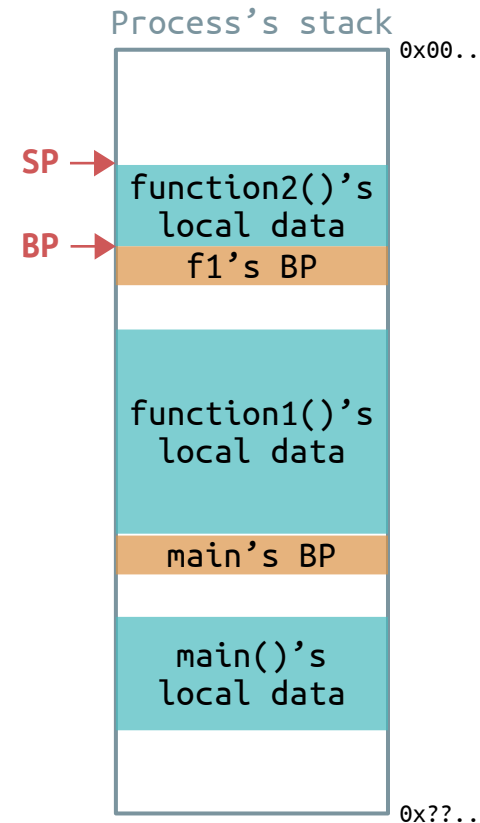 Process’s stack
0x00..
SP
function2()’s
local data
BP
f1’s BP
function1()’s
local data
main’s BP
main()’s
local data
0x??..